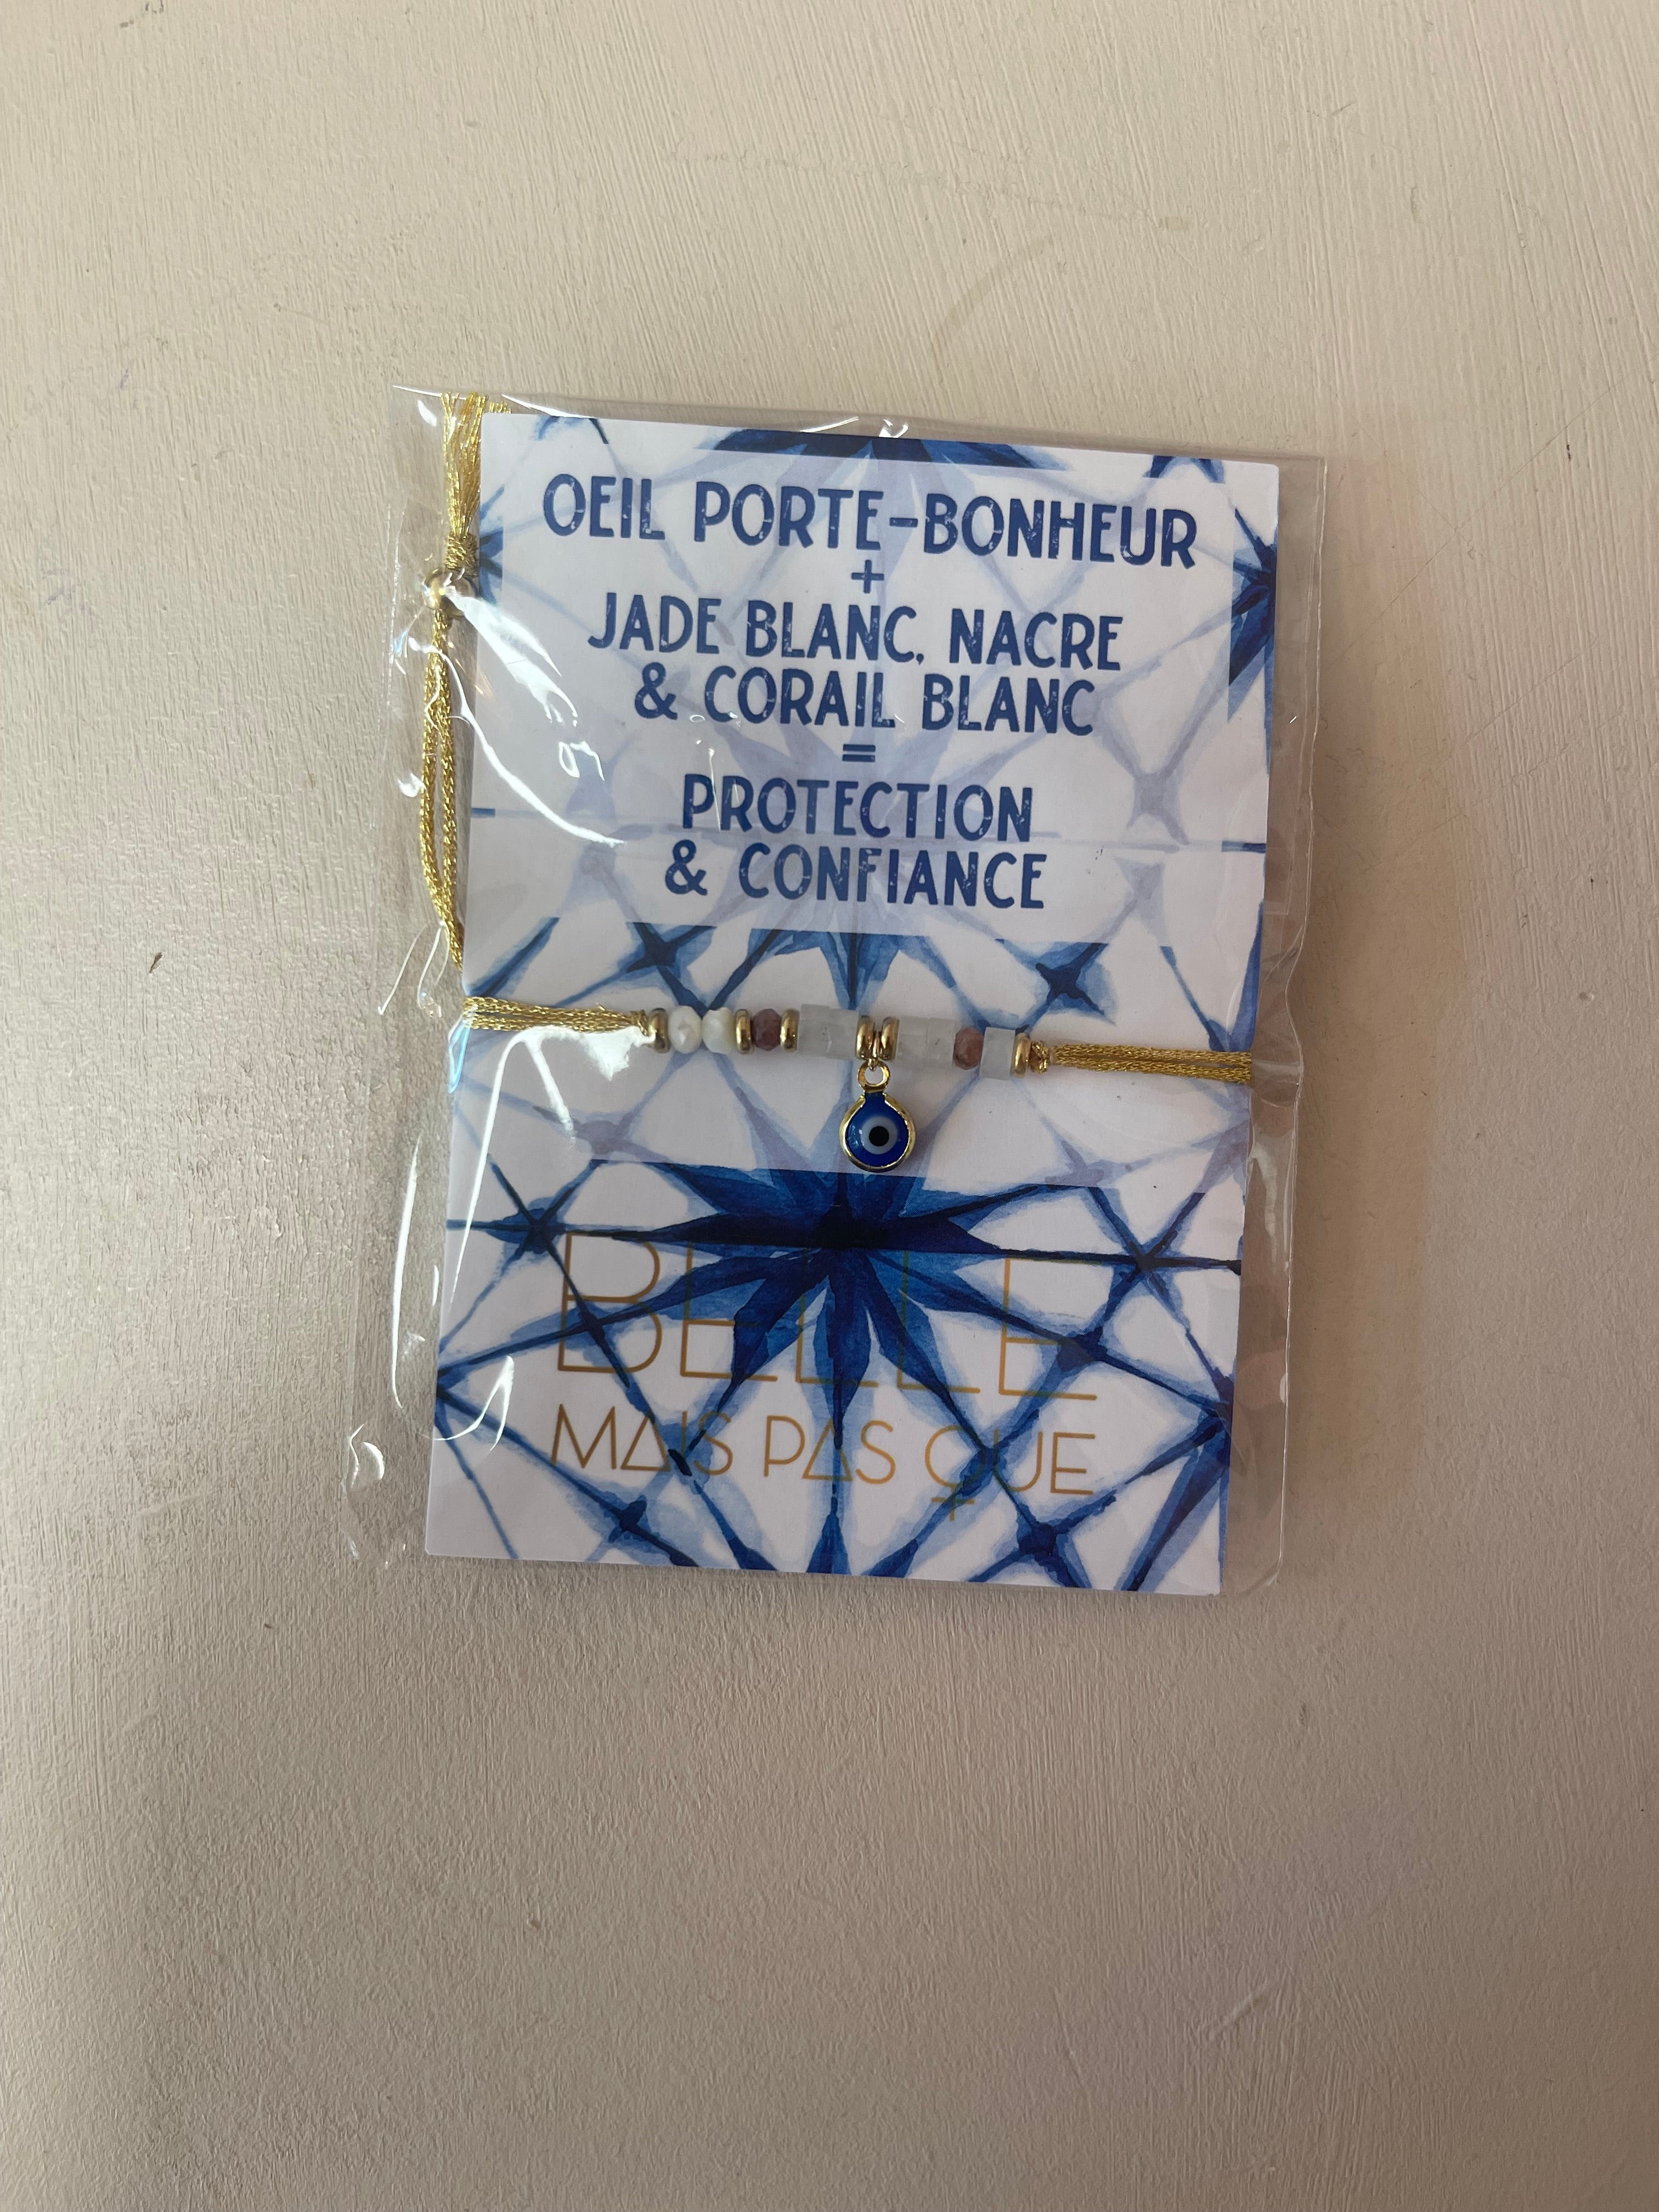 OEIL PORTE-BONHEUR
+
JADE BLANC, NACRE
& CORAIL BLANC
=
PROTECTION
& CONFIANCE
BELLE
MAIS PAS QUE